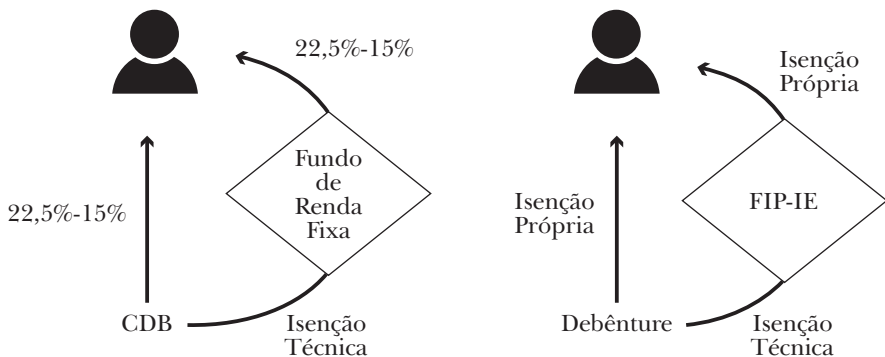 22,5%-15%
Fundo
de
Renda
Fixa
22,5%-15%
CDB
Isenção
Técnica
Isenção
Própria
FIP-IE
Isenção
Própria
Debênture
Isenção
Técnica